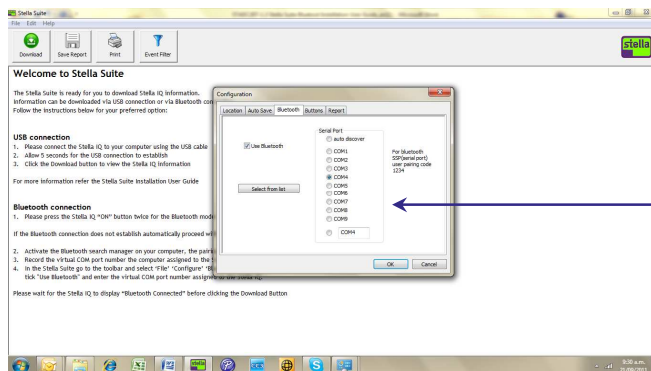 Stella Suite
File Edit Help
Download
Save Report
Print
Event Filter
stella
Welcome to Stella Suite
The Stella Suite is ready for you to download Stella IQ information.
Information can be downloaded via USB connection or via Bluetooth con
Follow the instructions below for your preferred option:
USB connection
1. Please connect the Stella IQ to your computer using the USB cable
2. Allow 5 seconds for the USB connection to establish
3. Click the Download button to view the Stella IQ information
For more information refer the Stella Suite Installation User Guide
Bluetooth connection
1. Please press the Stella IQ "ON" button twice for the Bluetooth mode
If the Bluetooth connection does not establish automatically proceed wi
2. Activate the Bluetooth search manager on your computer, the pairi
3. Record the virtual COM port number the computer assigned to the
4. In the Stella Suite go to the toolbar and select 'File' 'Configure' 'Bl
tick "Use Bluetooth" and enter the virtual COM port number assigned to the Stella IQ.
Please wait for the Stella IQ to display "Bluetooth Connected" before clicking the Download Button
Configuration
Location Auto Save Bluetooth Buttons Report
Use Bluetooth
Select from list
Serial Port
auto discover
COM1
COM2
COM3
COM4
COM5
COM6
COM7
COM8
COM9
COM4
For bluetooth
SSP(serial port)
user pairing code
1234
OK Cancel
9:30 a.m.